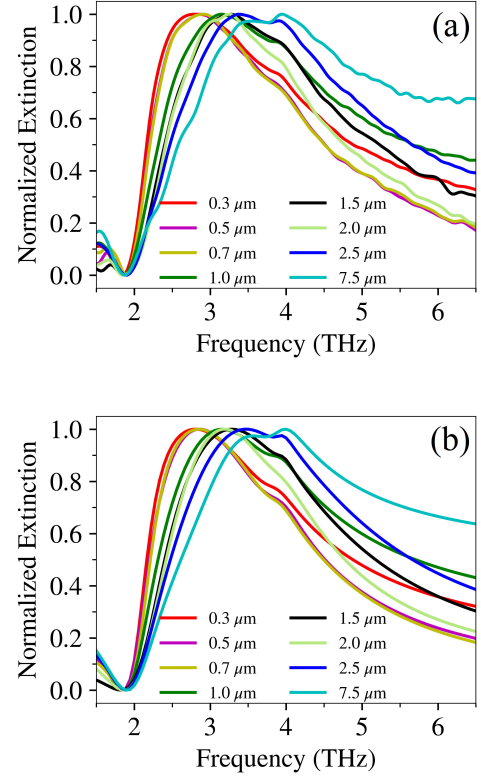 (a)
Normalized Extinction
1.0
0.8
0.6
0.4
0.2
0.0
0.3 μm
0.5 μm
0.7 μm
1.0 μm
1.5 μm
2.0 μm
2.5 μm
7.5 μm
2 3 4 5 6
Frequency (THz)
(b)
Normalized Extinction
1.0
0.8
0.6
0.4
0.2
0.0
0.3 μm
0.5 μm
0.7 μm
1.0 μm
1.5 μm
2.0 μm
2.5 μm
7.5 μm
2 3 4 5 6
Frequency (THz)